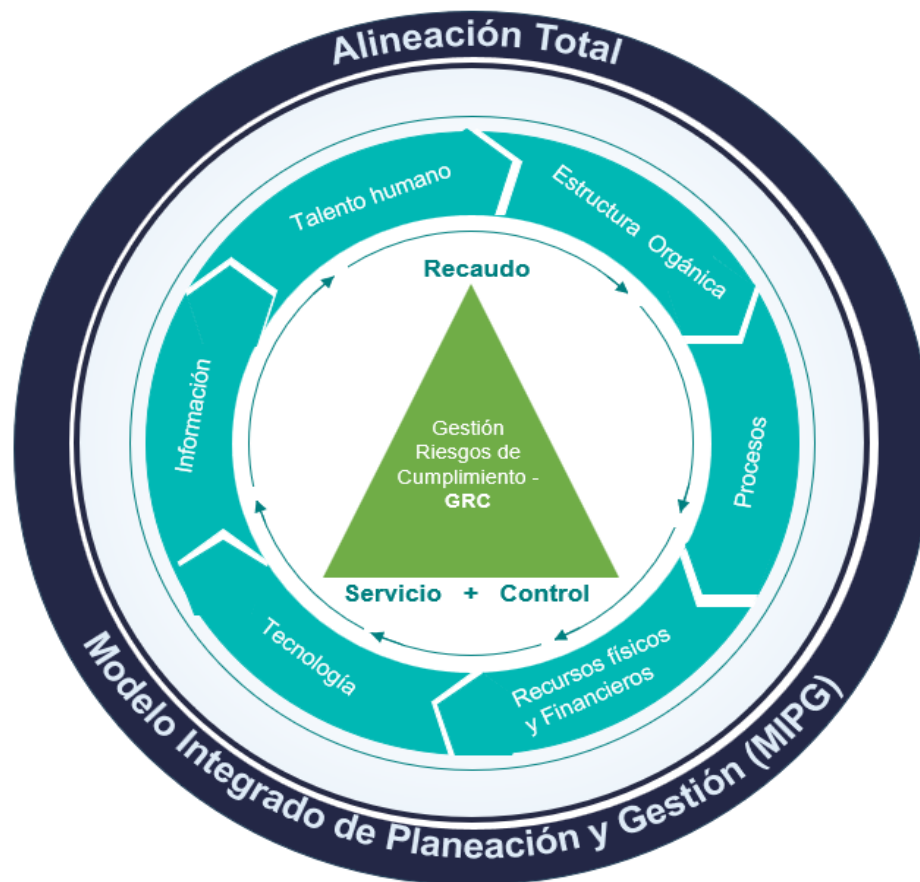 Alineación Total
Talento humano
Estructura Orgánica
Recaudo
Información
Gestión
Riesgos de
Cumplimiento -
GRC
Procesos
Servicio + Control
Tecnología
Recursos físicos
y Financieros
Modelo Integrado de Planeación y Gestión (MIPG)